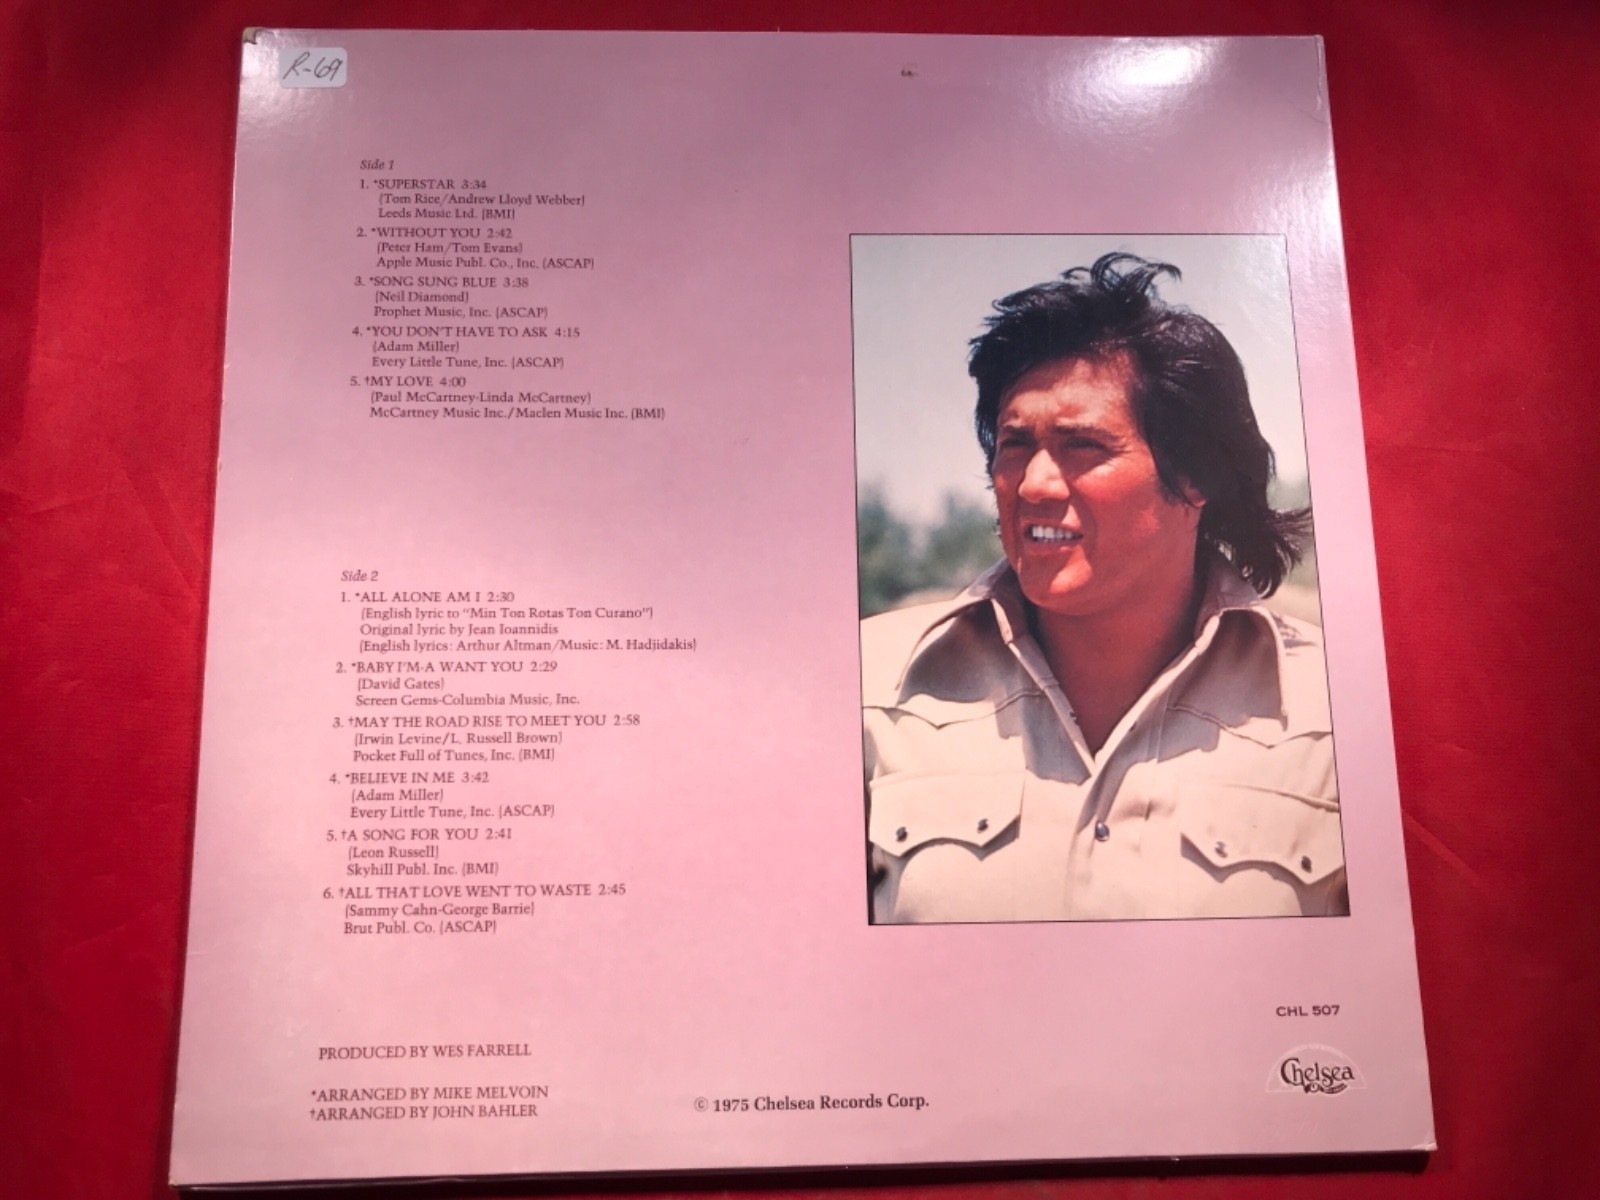 R-69
Side 1
1. *SUPERSTAR 3:34
(Tom Rice/Andrew Lloyd Webber)
Leeds Music Ltd. (BMI)
2. *WITHOUT YOU 2:42
(Peter Ham/Tom Evans)
Apple Music Publ. Co., Inc. (ASCAP)
3. *SONG SUNG BLUE 3:38
(Neil Diamond)
Prophet Music, Inc. (ASCAP)
4. *YOU DON'T HAVE TO ASK 4:15
(Adam Miller)
Every Little Tune, Inc. (ASCAP)
5. †MY LOVE 4:00
(Paul McCartney-Linda McCartney)
McCartney Music Inc./Maclen Music Inc. (BMI)
Side 2
1. *ALL ALONE AM I 2:30
(English lyric to "Min Ton Rotas Ton Curano")
Original lyric by Jean Ioannidis
(English lyrics: Arthur Altman/Music: M. Hadjidakis)
2. *BABY I'M-A WANT YOU 2:29
(David Gates)
Screen Gems-Columbia Music, Inc.
3. †MAY THE ROAD RISE TO MEET YOU 2:58
(Irwin Levine/L. Russell Brown)
Pocket Full of Tunes, Inc. (BMI)
4. *BELIEVE IN ME 3:42
(Adam Miller)
Every Little Tune, Inc. (ASCAP)
5. †A SONG FOR YOU 2:41
(Leon Russell)
Skyhill Publ. Inc. (BMI)
6. †ALL THAT LOVE WENT TO WASTE 2:45
(Sammy Cahn-George Barrie)
Brut Publ. Co. (ASCAP)
PRODUCED BY WES FARRELL
*ARRANGED BY MIKE MELVOIN
†ARRANGED BY JOHN BAHLER
© 1975 Chelsea Records Corp.
CHL 507
Chelsea